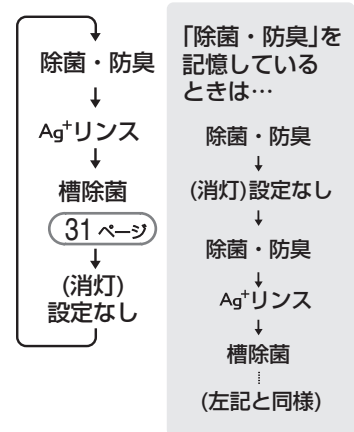 除菌・防臭
↓
Ag⁺リンス
↓
槽除菌
31 ページ
↓
(消灯)
設定なし
「除菌・防臭」を
記憶している
ときは…
除菌・防臭
↓
(消灯)設定なし
↓
除菌・防臭
↓
Ag⁺リンス
↓
槽除菌
(左記と同様)